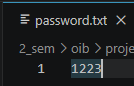 password.txt
2_sem > oib > proje
1 1223